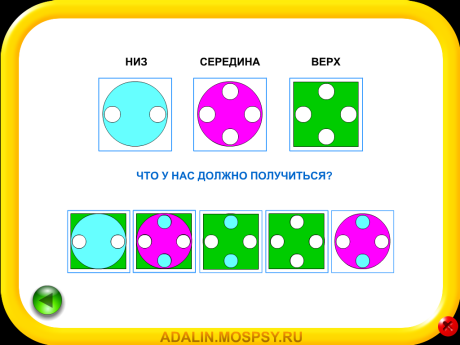 НИЗ СЕРЕДИНА ВЕРХ
ЧТО У НАС ДОЛЖНО ПОЛУЧИТЬСЯ?
ADALIN.MOSPSY.RU